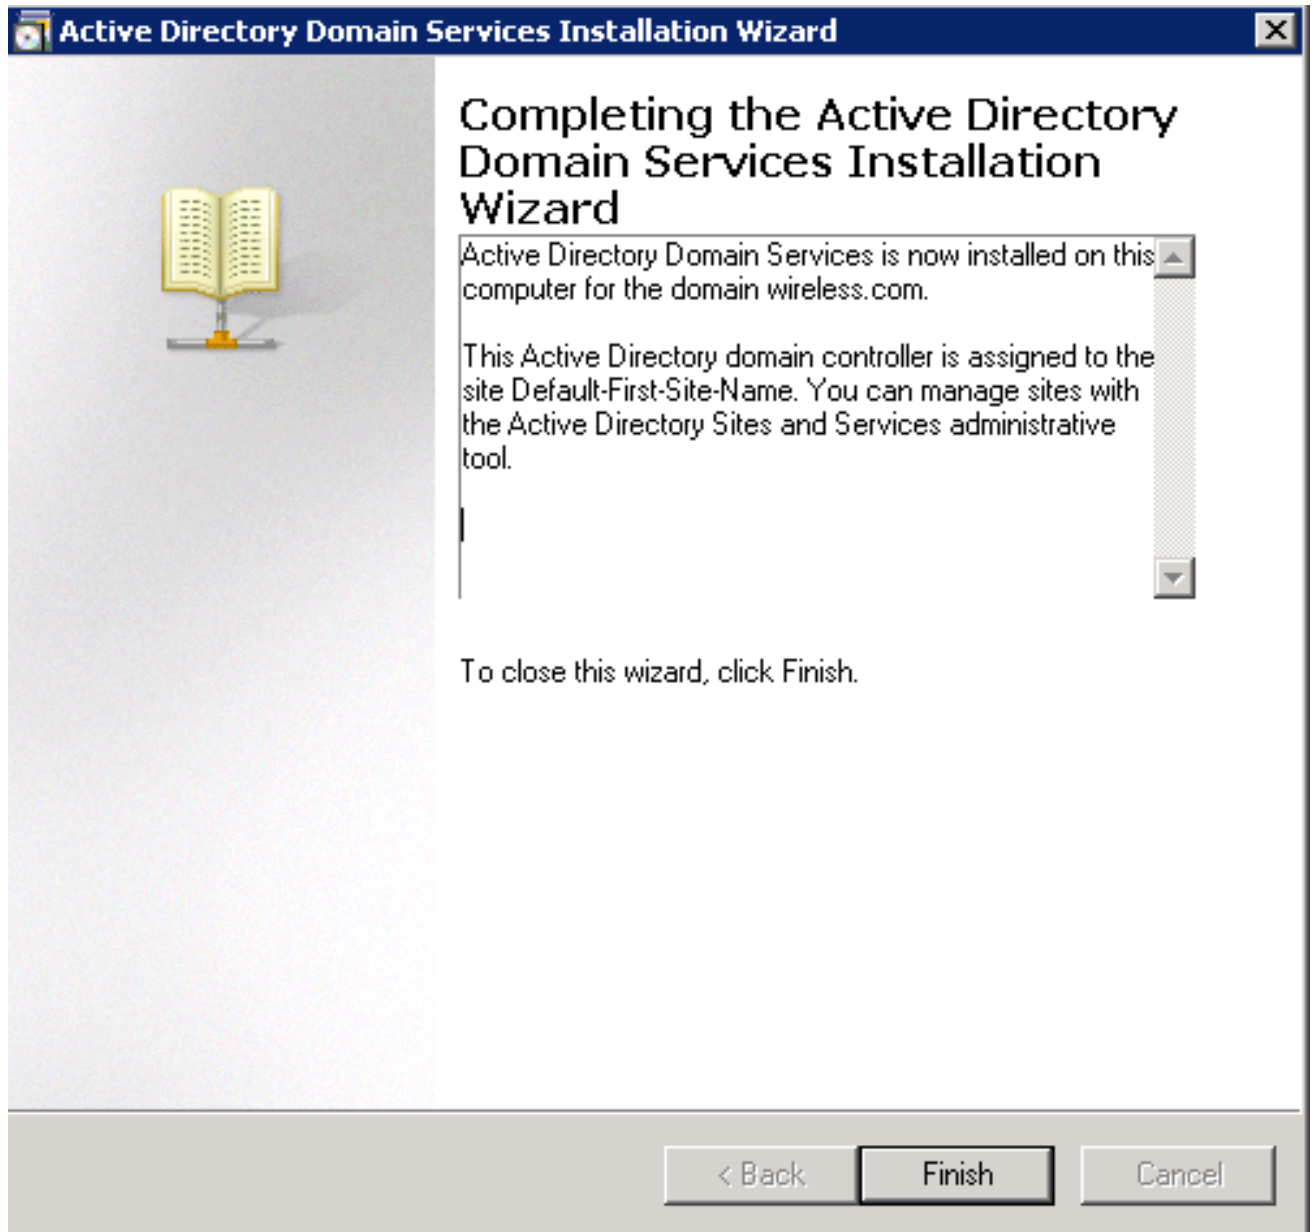 Active Directory Domain Services Installation Wizard
Completing the Active Directory
Domain Services Installation
Wizard
Active Directory Domain Services is now installed on this
computer for the domain wireless.com.
This Active Directory domain controller is assigned to the
site Default-First-Site-Name. You can manage sites with
the Active Directory Sites and Services administrative
tool.
To close this wizard, click Finish.
< Back
Finish
Cancel